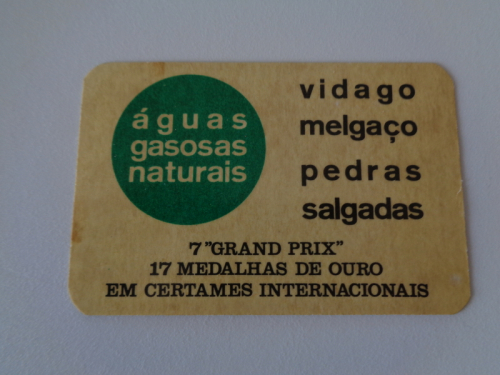 águas
gasosas
naturais
vidago
melgaço
pedras
salgadas
7 "GRAND PRIX"
17 MEDALHAS DE OURO
EM CERTAMES INTERNACIONAIS